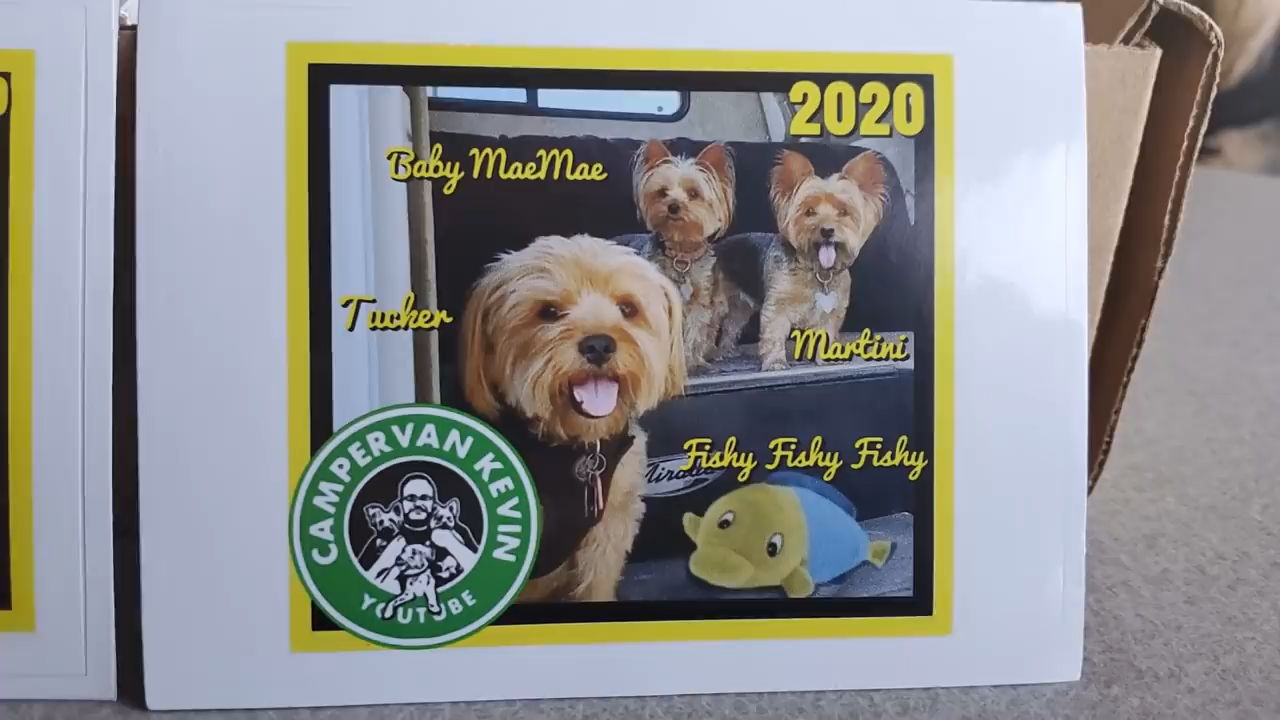 2020
Baby MaeMae
Tucker
Martini
Fishy Fishy Fishy
CAMPERVAN KEVIN
YOUTUBE